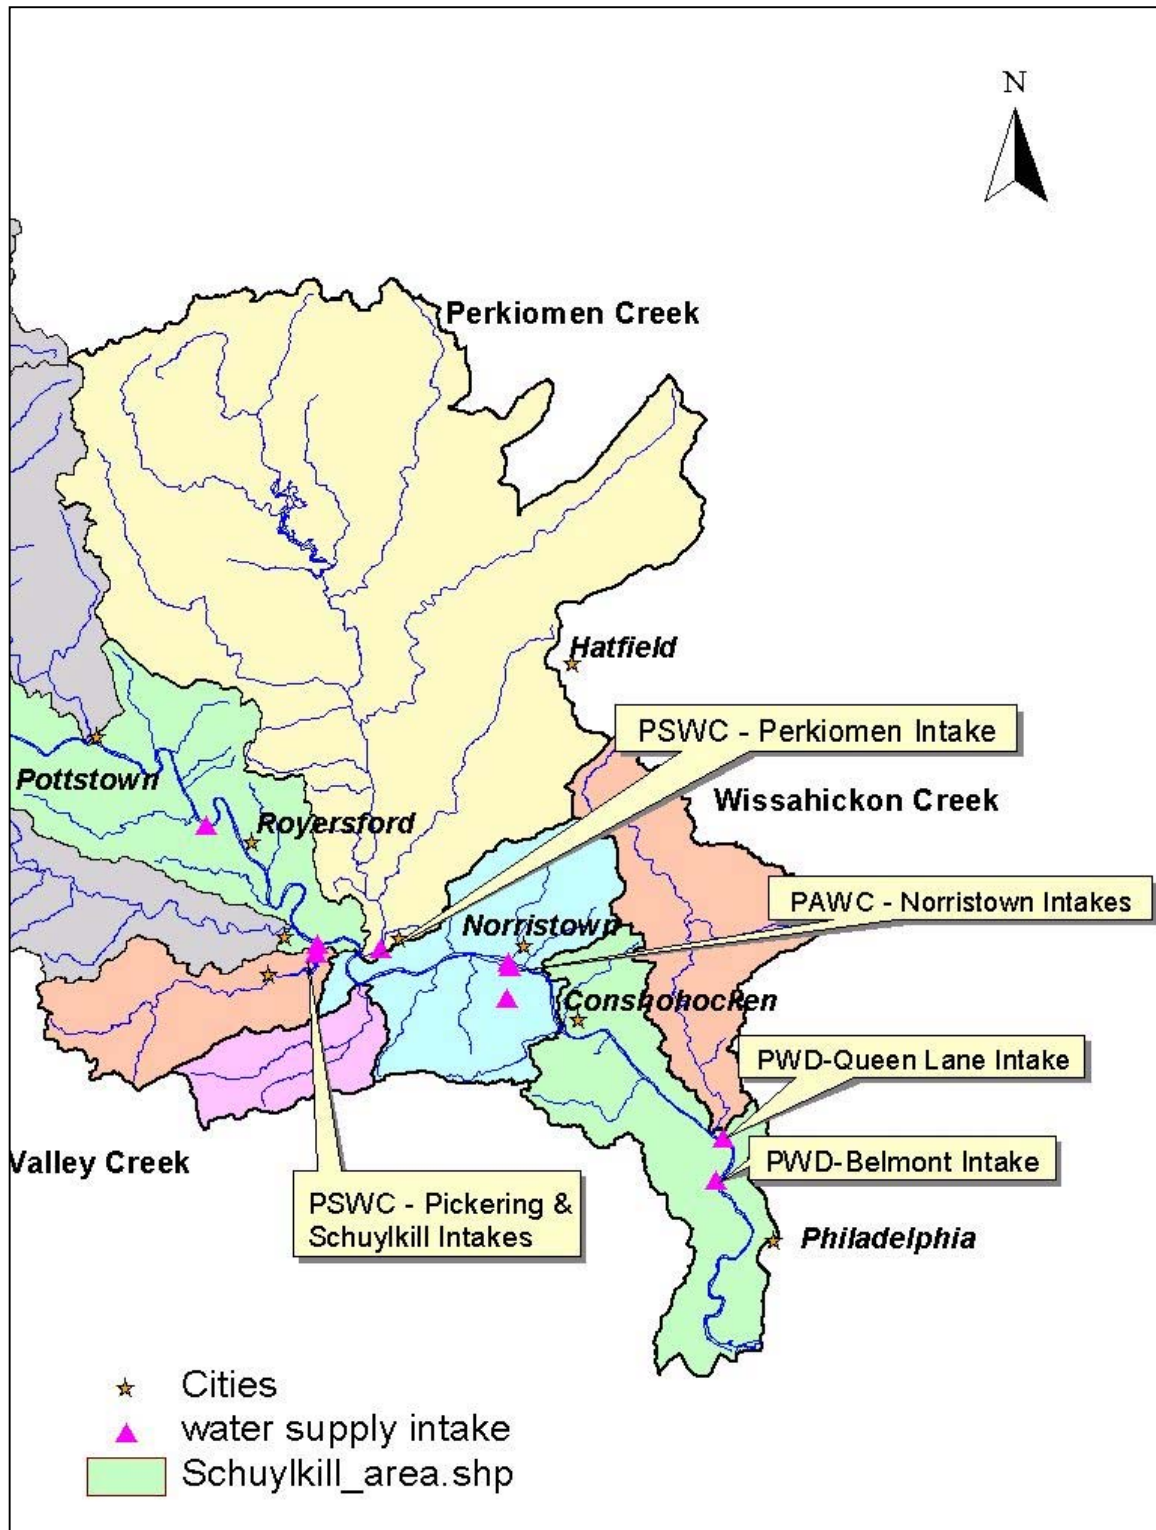 N
Perkiomen Creek
Hatfield
PSWC - Perkiomen Intake
Pottstown
Wissahickon Creek
Royersford
PAWC - Norristown Intakes
Norristown
Conshohocken
PWD-Queen Lane Intake
Valley Creek
PWD-Belmont Intake
PSWC - Pickering &
Schuylkill Intakes
Philadelphia
Cities
water supply intake
Schuylkill_area.shp